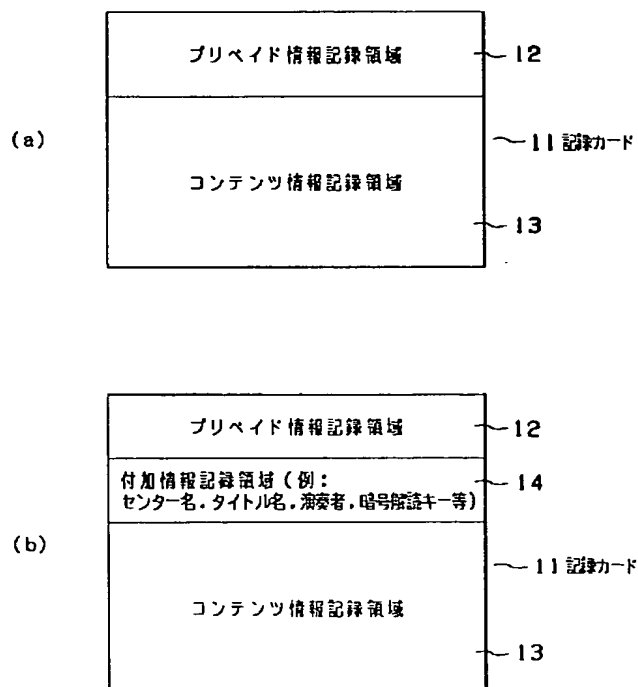 プリペイド情報記録領域
12
(a)
11 記録カード
コンテンツ情報記録領域
13
プリペイド情報記録領域
12
付加情報記録領域(例:
センター名.タイトル名.演奏者.暗号解読キー等)
14
(b)
11 記録カード
コンテンツ情報記録領域
13